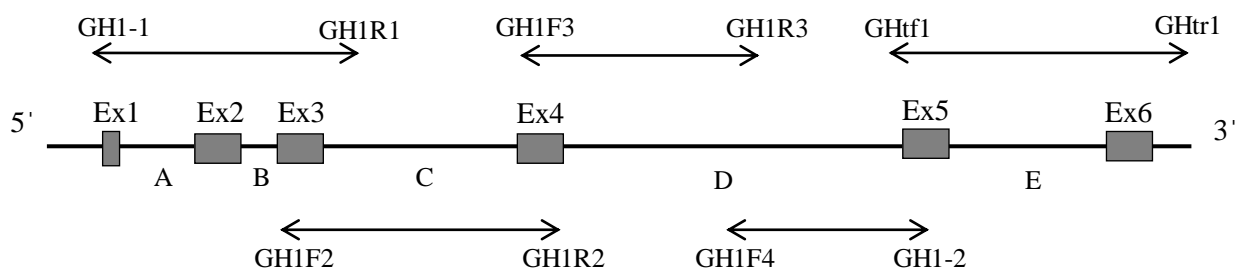 GH1-1 GH1R1 GH1F3 GH1R3 GHtf1 GHtr1
5' Ex1 Ex2 Ex3 Ex4 Ex5 Ex6 3'
A B C D E
GH1F2 GH1R2 GH1F4 GH1-2